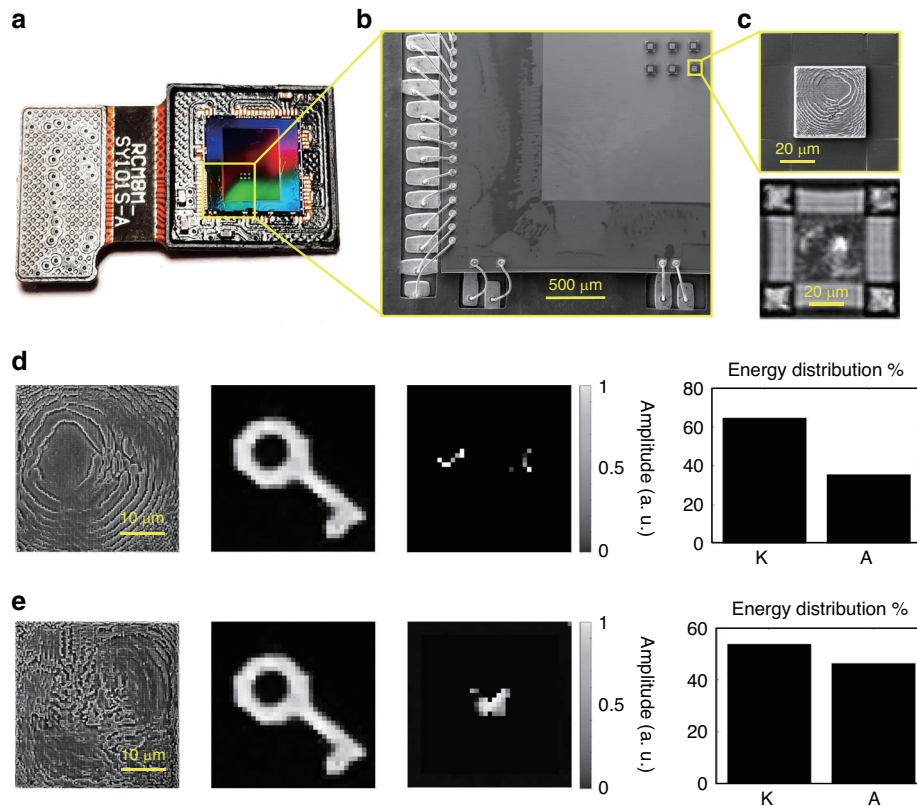 a
b
c
RCM8M_
SY101S-A
500 μm
20 μm
20 μm
d
10 μm
1
0.5
0
Amplitude (a. u.)
Energy distribution %
80
60
40
20
0
K
A
e
10 μm
1
0.5
0
Amplitude (a. u.)
Energy distribution %
60
40
20
0
K
A